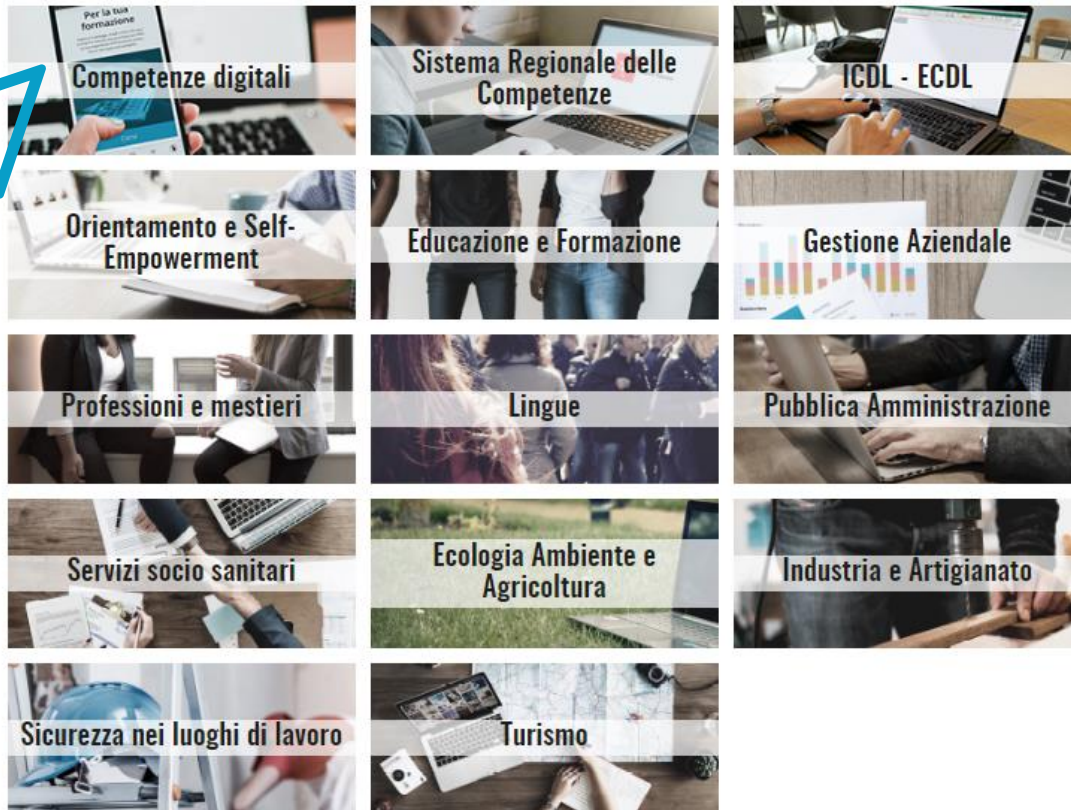 Per la tua
formazione
Competenze digitali
Sistema Regionale delle
Competenze
ICDL - ECDL
Orientamento e Self-
Empowerment
Educazione e Formazione
Gestione Aziendale
Professioni e mestieri
Lingue
Pubblica Amministrazione
Servizi socio sanitari
Ecologia Ambiente e
Agricoltura
Industria e Artigianato
Sicurezza nei luoghi di lavoro
Turismo